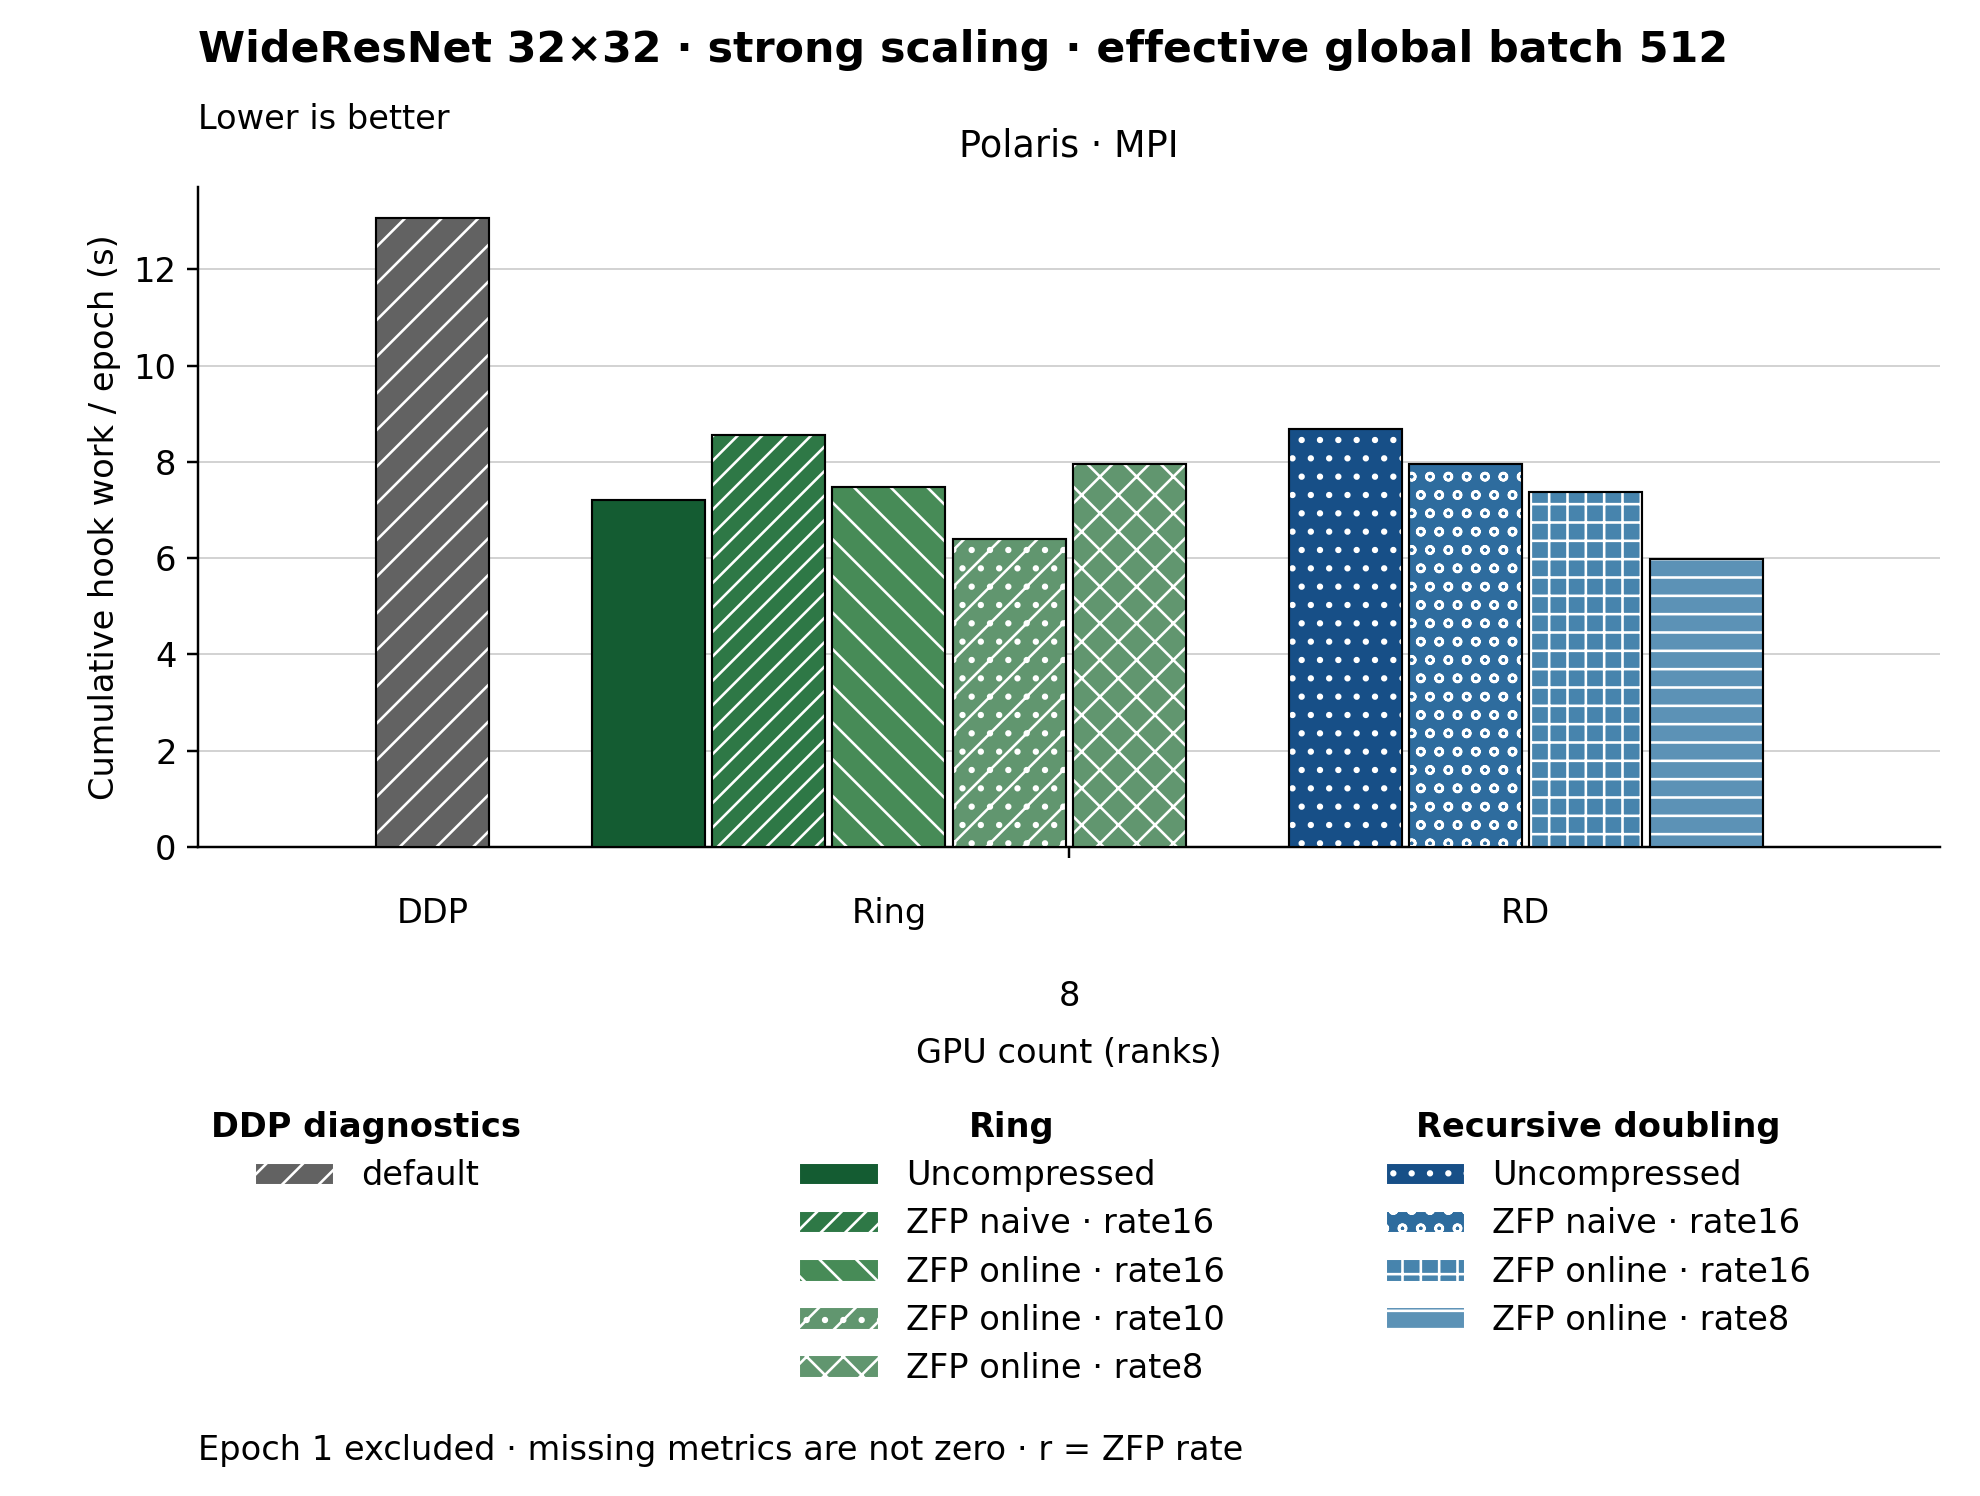 WideResNet 32×32 · strong scaling · effective global batch 512
Lower is better
Polaris · MPI
Cumulative hook work / epoch (s)
12
10
8
6
4
2
0
DDP Ring RD
8
GPU count (ranks)
DDP diagnostics
default
Ring
Uncompressed
ZFP naive · rate16
ZFP online · rate16
ZFP online · rate10
ZFP online · rate8
Recursive doubling
Uncompressed
ZFP naive · rate16
ZFP online · rate16
ZFP online · rate8
Epoch 1 excluded · missing metrics are not zero · r = ZFP rate